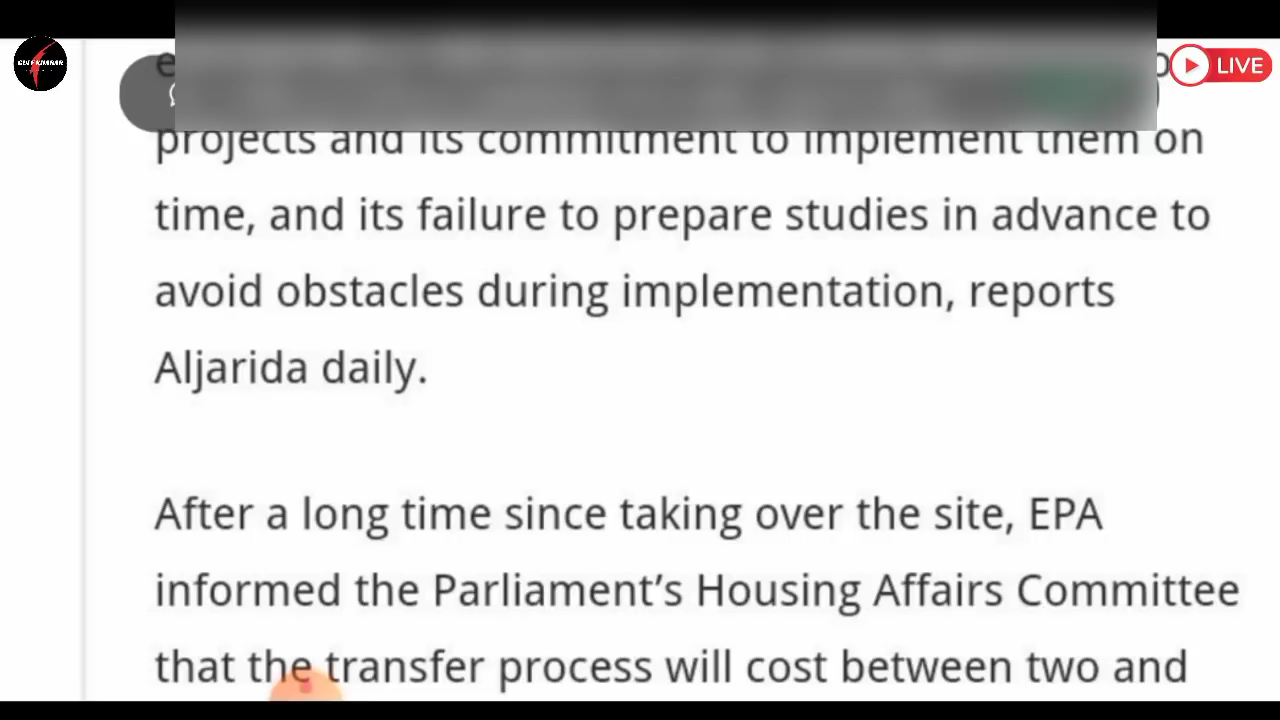 LIVE
projects and its commitment to implement them on
time, and its failure to prepare studies in advance to
avoid obstacles during implementation, reports
Aljarida daily.
After a long time since taking over the site, EPA
informed the Parliament’s Housing Affairs Committee
that the transfer process will cost between two and